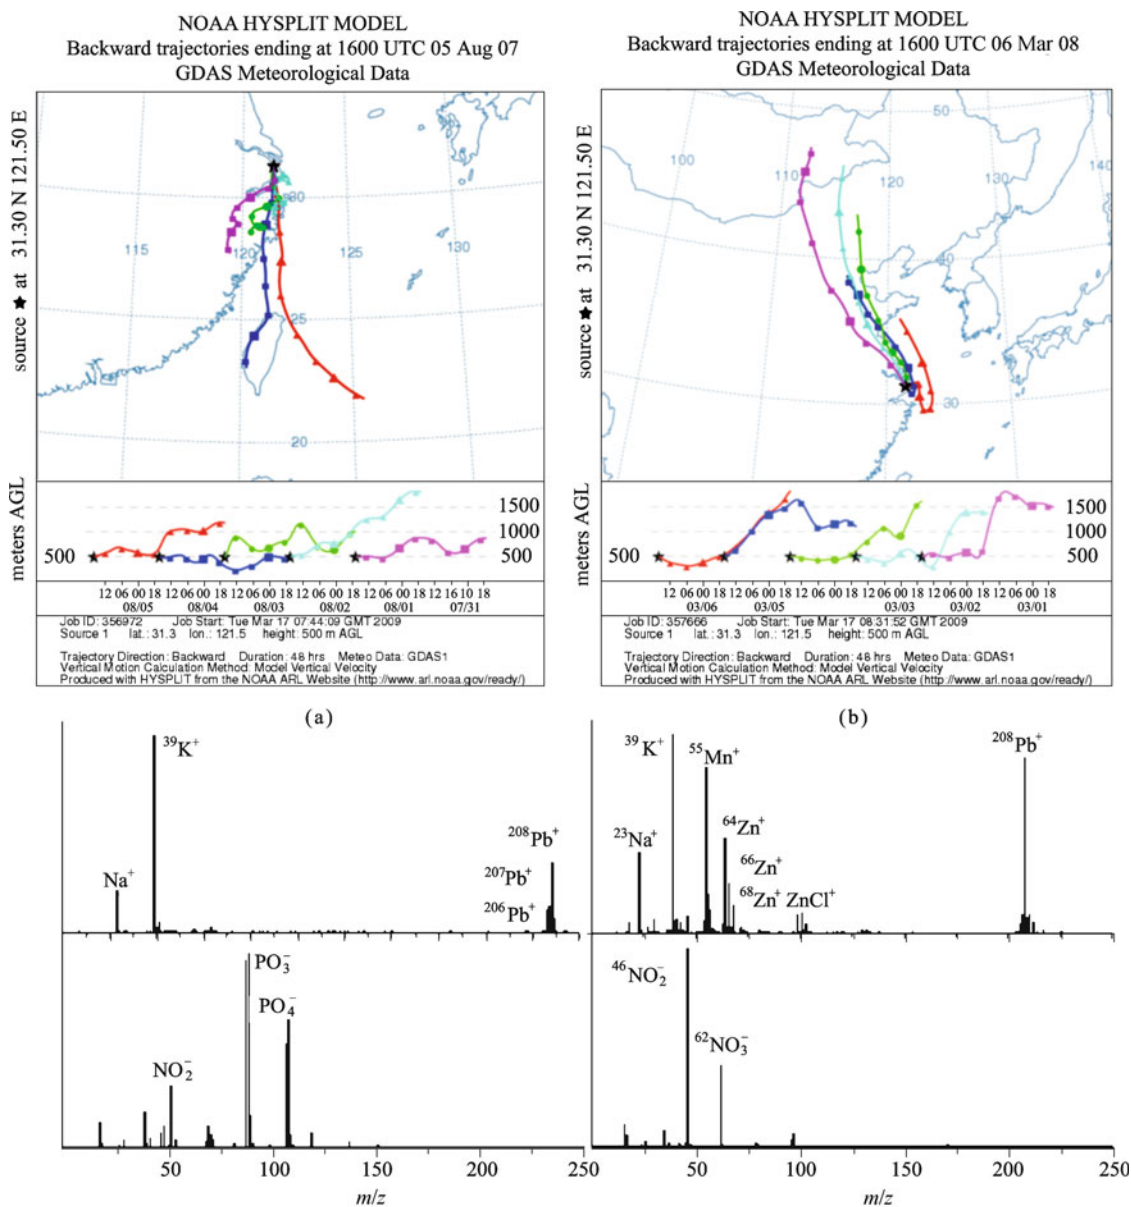 NOAA HYSPLIT MODEL
Backward trajectories ending at 1600 UTC 05 Aug 07
GDAS Meteorological Data
source ★ at 31.30 N 121.50 E
115
120
125
130
30
25
20
meters AGL
500
1500
1000
500
12 06 00 18 12 06 00 18 12 06 00 18 12 06 00 18 12 06 00 18 12 10 18
08/05 08/04 08/03 08/02 08/01 07/31
Job ID: 356972 Job Start: Tue Mar 17 07:44:09 GMT 2009
Source 1 lat.: 31.3 lon.: 121.5 height: 500 m AGL
Trajectory Direction: Backward Duration: 48 hrs Meteo Data: GDAS1
Vertical Motion Calculation Method: Model Vertical Velocity
Produced with HYSPLIT from the NOAA ARL Website (http://www.arl.noaa.gov/ready/)
(a)
NOAA HYSPLIT MODEL
Backward trajectories ending at 1600 UTC 06 Mar 08
GDAS Meteorological Data
source ★ at 31.30 N 121.50 E
100
110
120
130
140
50
40
30
meters AGL
500
1500
1000
500
12 06 00 18 12 06 00 18 12 06 00 18 12 06 00 18 12 06 00 18
03/06 03/05 03/03 03/02 03/01
Job ID: 357666 Job Start: Tue Mar 17 08:31:52 GMT 2009
Source 1 lat.: 31.3 lon.: 121.5 height: 500 m AGL
Trajectory Direction: Backward Duration: 48 hrs Meteo Data: GDAS1
Vertical Motion Calculation Method: Model Vertical Velocity
Produced with HYSPLIT from the NOAA ARL Website (http://www.arl.noaa.gov/ready/)
(b)
³⁹K⁺
Na⁺
²⁰⁸Pb⁺
²⁰⁷Pb⁺
²⁰⁶Pb⁺
PO₃⁻
PO₄⁻
NO₂⁻
50 100 150 200 250
m/z
³⁹K⁺
⁵⁵Mn⁺
²⁰⁸Pb⁺
²³Na⁺
⁶⁴Zn⁺
⁶⁶Zn⁺
⁶⁸Zn⁺ ZnCl⁺
⁴⁶NO₂⁻
⁶²NO₃⁻
50 100 150 200 250
m/z